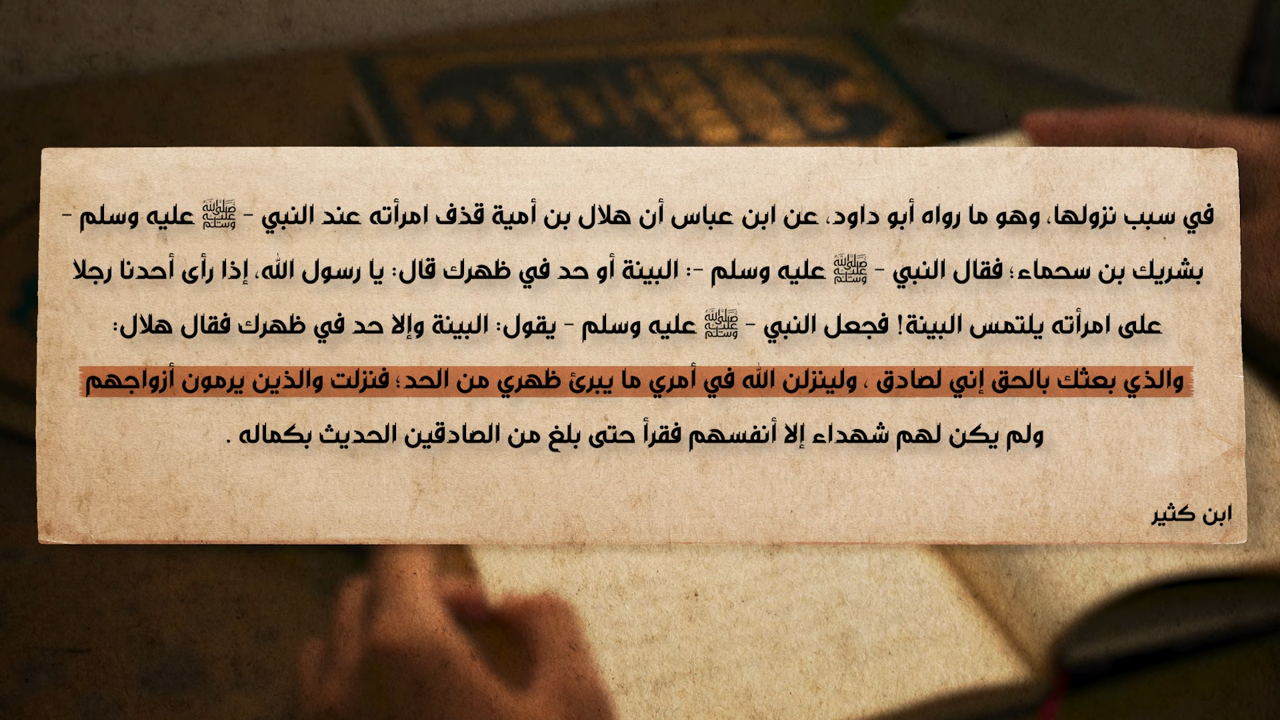 في سبب نزولها، وهو ما رواه أبو داود، عن ابن عباس أن هلال بن أمية قذف امرأته عند النبي - ﷺ عليه وسلم -
بشريك بن سحماء؛ فقال النبي - ﷺ عليه وسلم -: البينة أو حد في ظهرك قال: يا رسول الله، إذا رأى أحدنا رجلا
على امرأته يلتمس البينة! فجعل النبي - ﷺ عليه وسلم - يقول: البينة وإلا حد في ظهرك فقال هلال:
والذي بعثك بالحق إني لصادق ، ولينزلن الله في أمري ما يبرئ ظهري من الحد؛ فنزلت والذين يرمون أزواجهم
ولم يكن لهم شهداء إلا أنفسهم فقرأ حتى بلغ من الصادقين الحديث بكماله .
ابن كثير